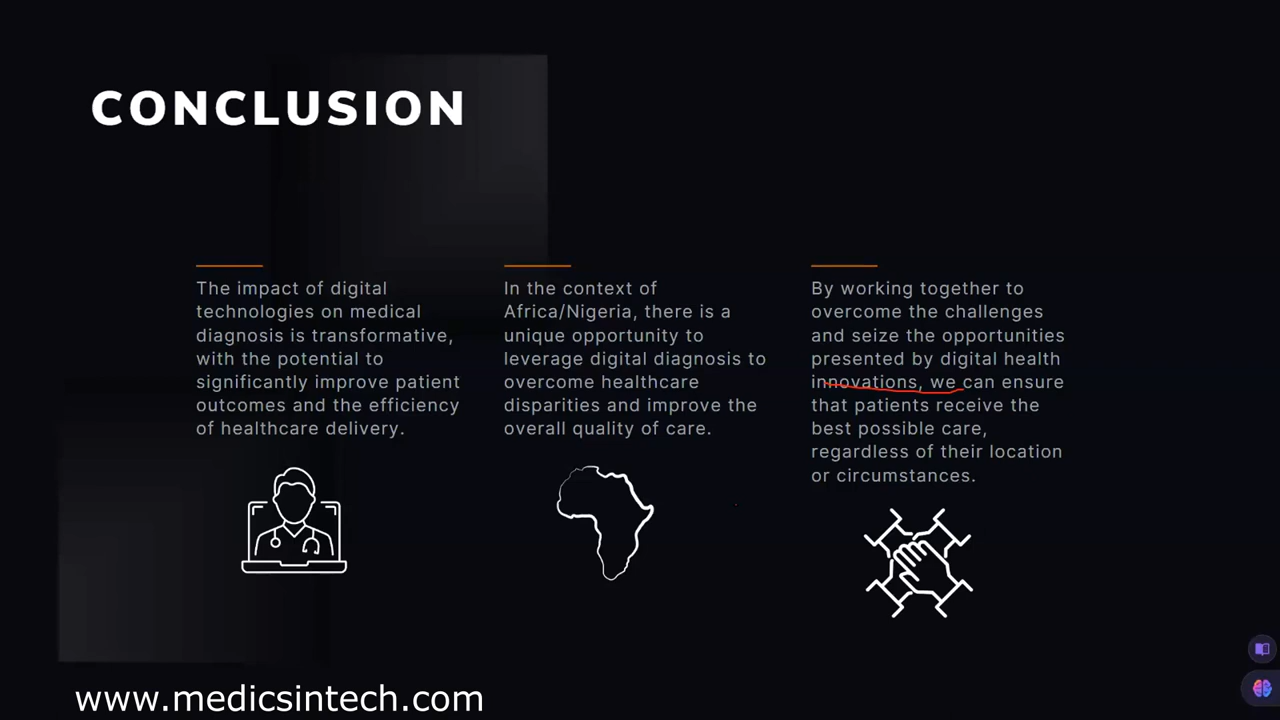 CONCLUSION
The impact of digital
technologies on medical
diagnosis is transformative,
with the potential to
significantly improve patient
outcomes and the efficiency
of healthcare delivery.
In the context of
Africa/Nigeria, there is a
unique opportunity to
leverage digital diagnosis to
overcome healthcare
disparities and improve the
overall quality of care.
By working together to
overcome the challenges
and seize the opportunities
presented by digital health
innovations, we can ensure
that patients receive the
best possible care,
regardless of their location
or circumstances.
www.medicsintech.com